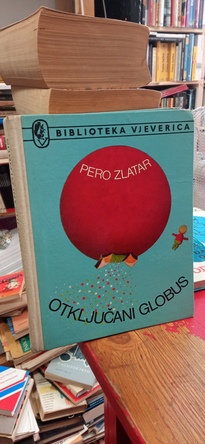 BIBLIOTEKA VJEVERICA
PERO ZLATAR
OTKLJUČANI GLOBUS